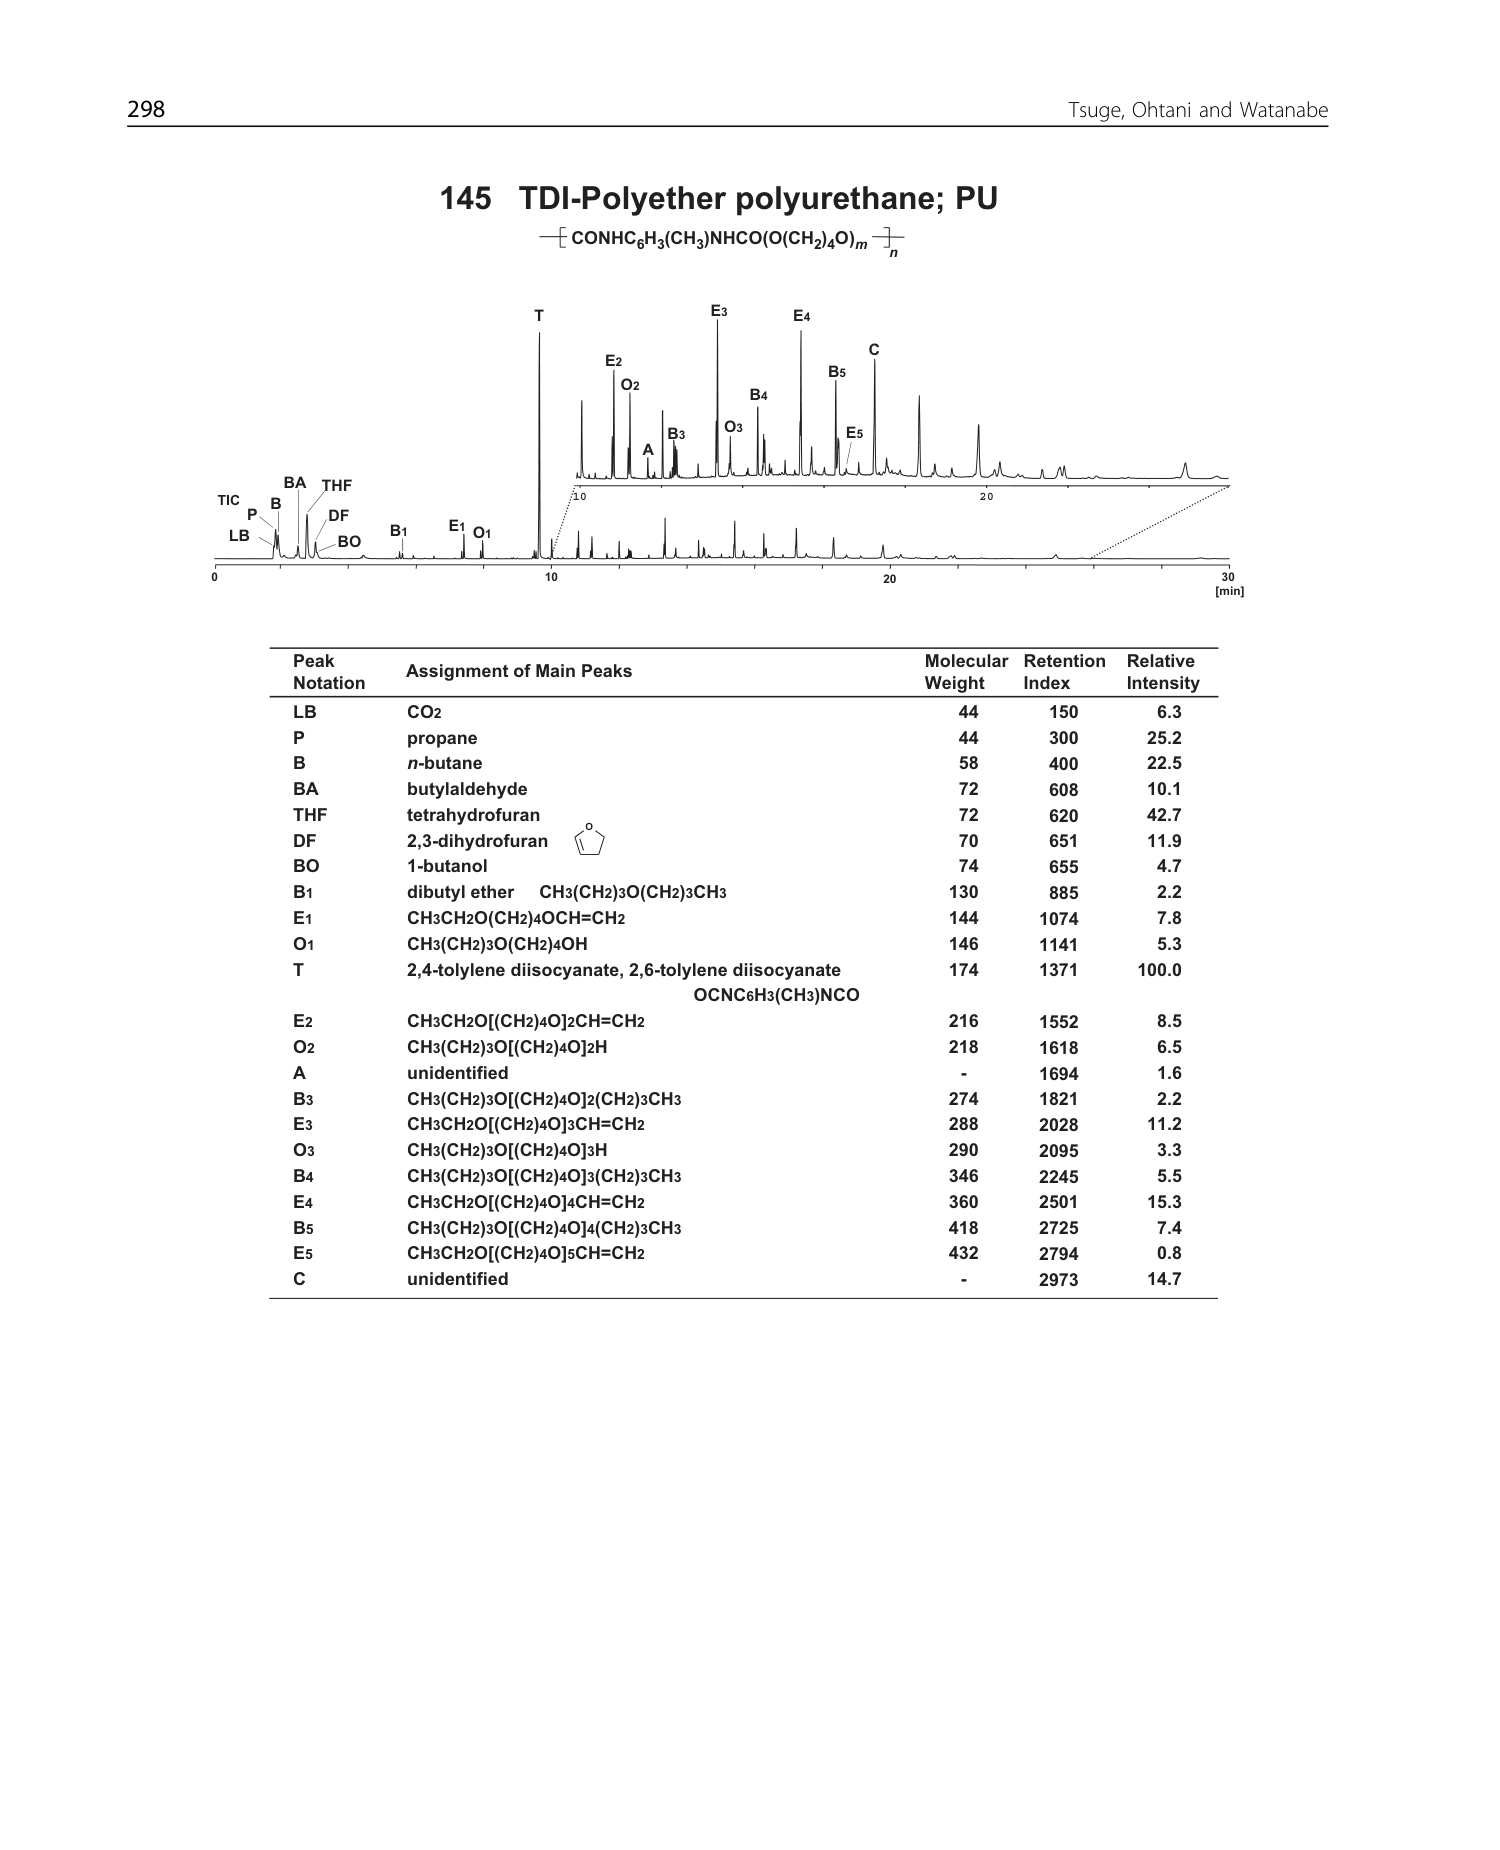 298 Tsuge, Ohtani and Watanabe
145 TDI-Polyether polyurethane; PU
[CONHC6H3(CH3)NHCO(O(CH2)4O)m]n
T E2 O2 A B3 E3 O3 B4 E4 B5 E5 C
10 20
TIC LB P B BA THF DF BO B1 E1 O1
0 10 20 30
[min]
Peak Notation Assignment of Main Peaks Molecular Weight Retention Index Relative Intensity
LB CO2 44 150 6.3
P propane 44 300 25.2
B n-butane 58 400 22.5
BA butylaldehyde 72 608 10.1
THF tetrahydrofuran 72 620 42.7
DF 2,3-dihydrofuran O 70 651 11.9
BO 1-butanol 74 655 4.7
B1 dibutyl ether CH3(CH2)3O(CH2)3CH3 130 885 2.2
E1 CH3CH2O(CH2)4OCH=CH2 144 1074 7.8
O1 CH3(CH2)3O(CH2)4OH 146 1141 5.3
T 2,4-tolylene diisocyanate, 2,6-tolylene diisocyanate 174 1371 100.0
OCNC6H3(CH3)NCO
E2 CH3CH2O[(CH2)4O]2CH=CH2 216 1552 8.5
O2 CH3(CH2)3O[(CH2)4O]2H 218 1618 6.5
A unidentified - 1694 1.6
B3 CH3(CH2)3O[(CH2)4O]2(CH2)3CH3 274 1821 2.2
E3 CH3CH2O[(CH2)4O]3CH=CH2 288 2028 11.2
O3 CH3(CH2)3O[(CH2)4O]3H 290 2095 3.3
B4 CH3(CH2)3O[(CH2)4O]3(CH2)3CH3 346 2245 5.5
E4 CH3CH2O[(CH2)4O]4CH=CH2 360 2501 15.3
B5 CH3(CH2)3O[(CH2)4O]4(CH2)3CH3 418 2725 7.4
E5 CH3CH2O[(CH2)4O]5CH=CH2 432 2794 0.8
C unidentified - 2973 14.7